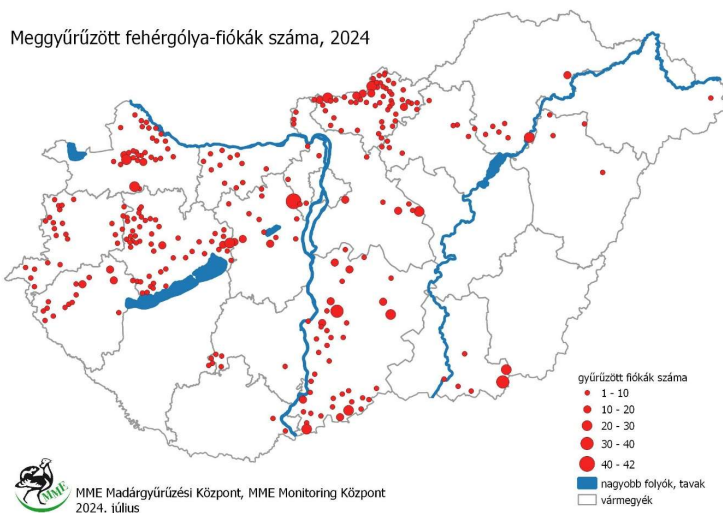 Meggyűrűzött fehérgólya-fiókák száma, 2024
gyűrűzött fiókák száma
1 - 10
10 - 20
20 - 30
30 - 40
40 - 42
nagyobb folyók, tavak
vármegyék
MME
MME Madárgyűrűzési Központ, MME Monitoring Központ
2024. július